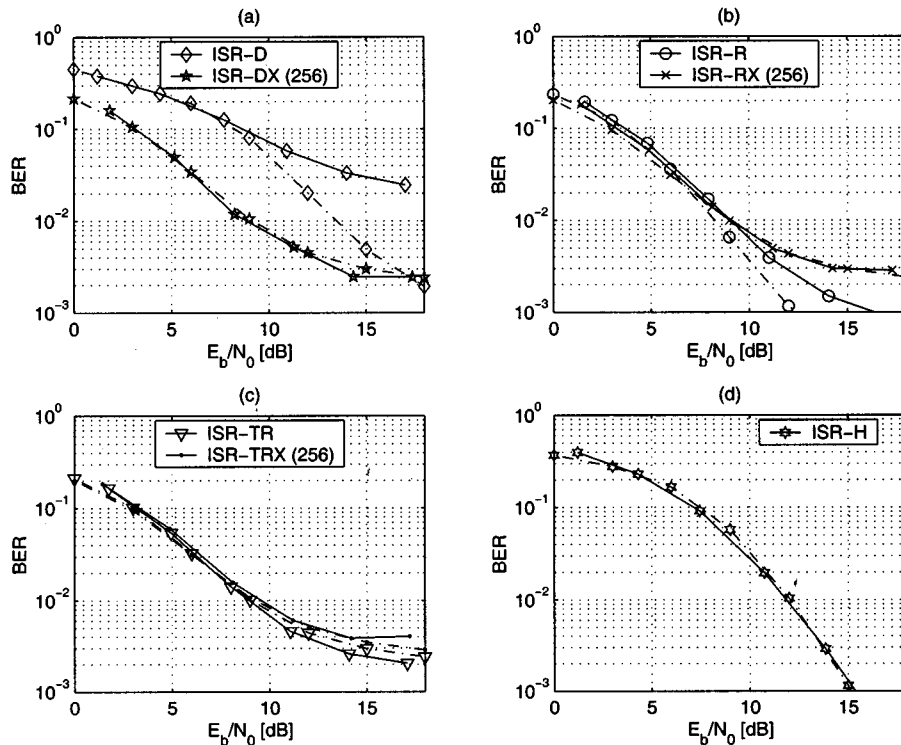 (a)
10^0
10^-1
10^-2
10^-3
BER
ISR-D
ISR-DX (256)
0 5 10 15
E_b/N_0 [dB]
(b)
10^0
10^-1
10^-2
10^-3
BER
ISR-R
ISR-RX (256)
0 5 10 15
E_b/N_0 [dB]
(c)
10^0
10^-1
10^-2
10^-3
BER
ISR-TR
ISR-TRX (256)
0 5 10 15
E_b/N_0 [dB]
(d)
10^0
10^-1
10^-2
10^-3
BER
ISR-H
0 5 10 15
E_b/N_0 [dB]